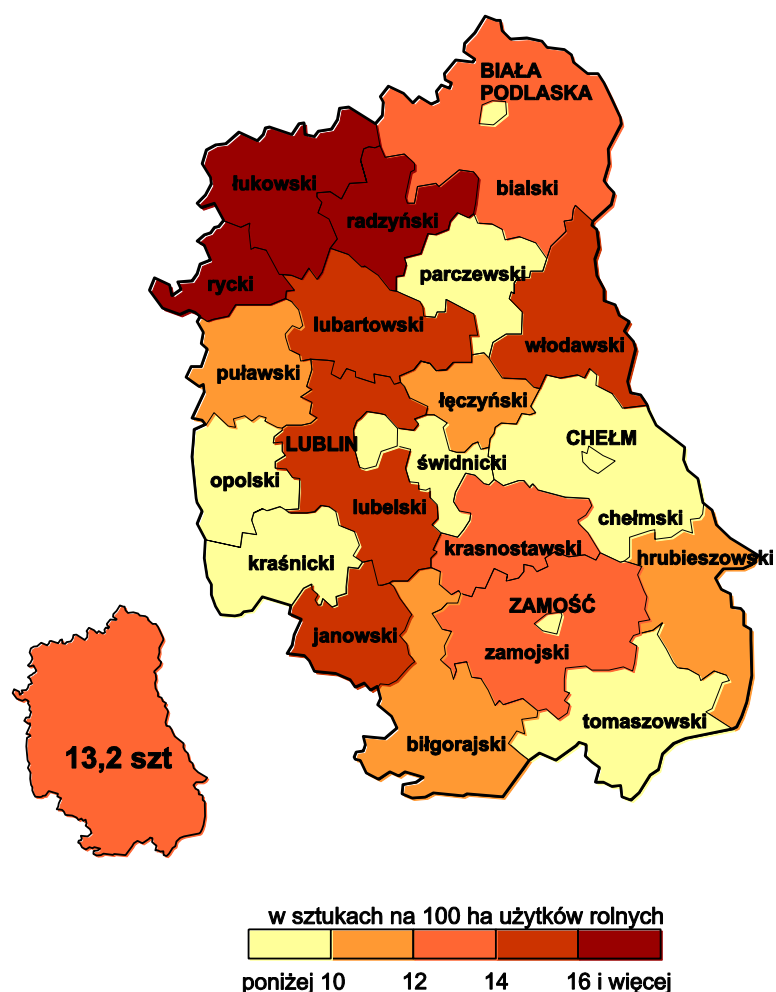 BIAŁA
PODLASKA
bialski
łukowski
radzyński
rycki
parczewski
lubartowski
włodawski
puławski
łęczyński
LUBLIN
CHEŁM
świdnicki
opolski
lubelski
chełmski
krasnostawski
hrubieszowski
kraśnicki
ZAMOŚĆ
janowski
zamojski
tomaszowski
biłgorajski
13,2 szt
w sztukach na 100 ha użytków rolnych
poniżej 10 12 14 16 i więcej